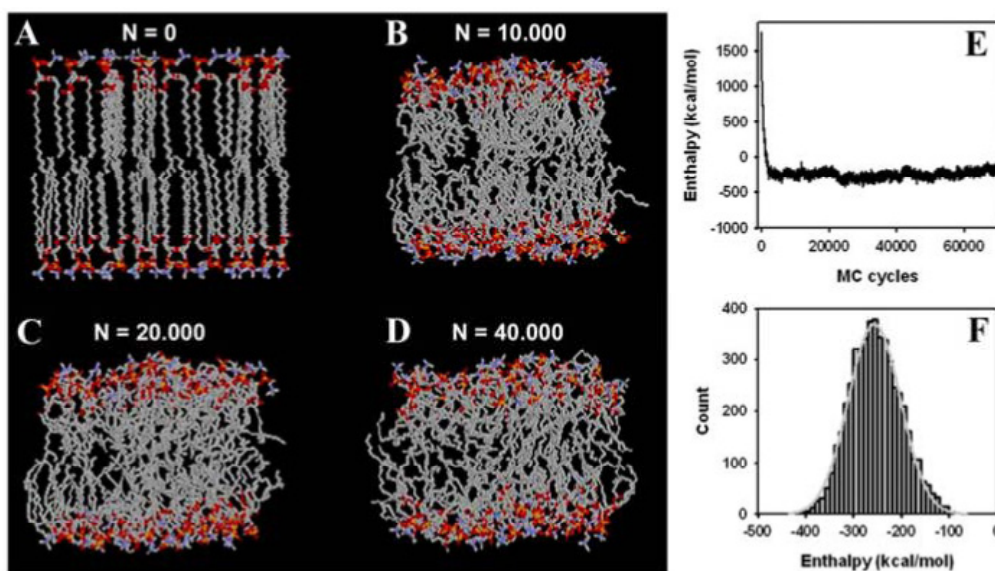 A
N = 0
B
N = 10.000
C
N = 20.000
D
N = 40.000
E
Enthalpy (kcal/mol)
1500
1000
500
0
-500
-1000
0
20000
40000
60000
MC cycles
F
Count
400
300
200
100
0
-500
-400
-300
-200
-100
Enthalpy (kcal/mol)